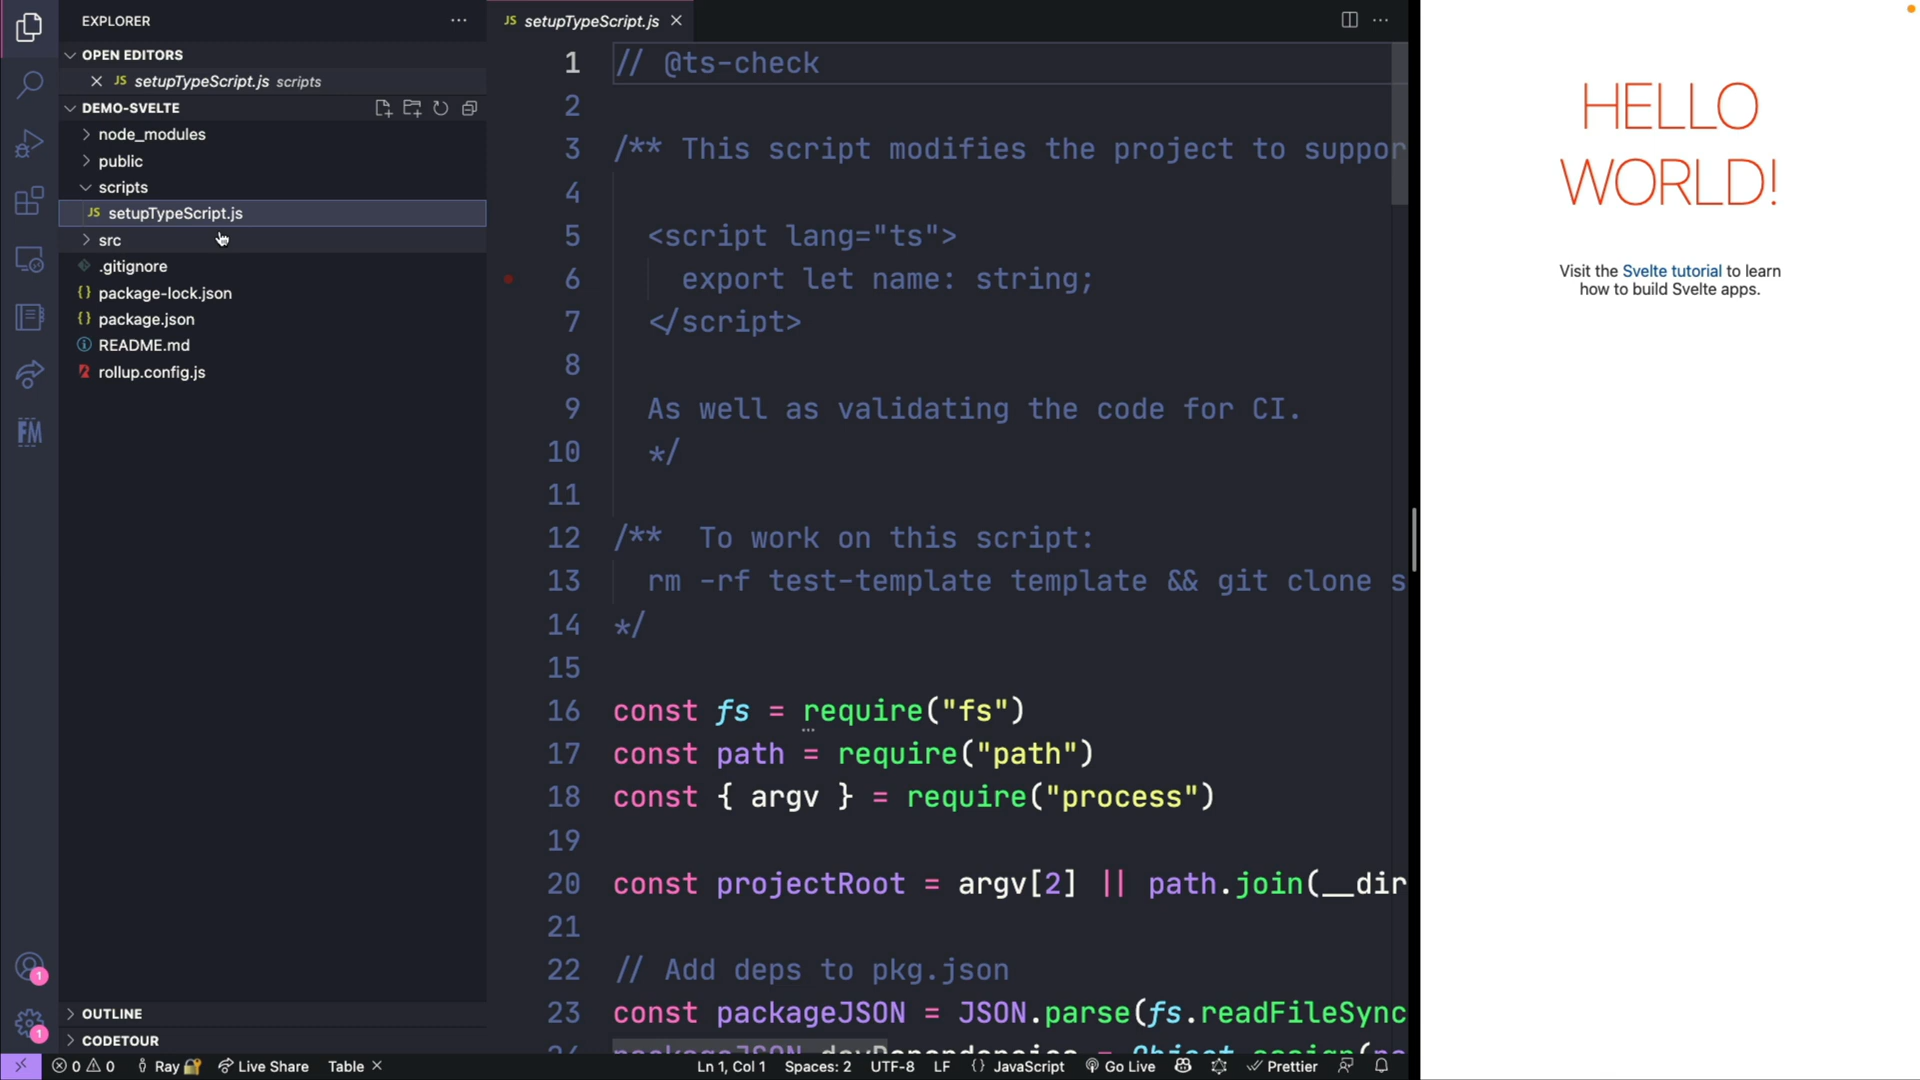 EXPLORER
OPEN EDITORS
JS setupTypeScript.js scripts
DEMO-SVELTE
node_modules
public
scripts
JS setupTypeScript.js
src
.gitignore
{} package-lock.json
{} package.json
README.md
rollup.config.js
FM
1
1
OUTLINE
CODETOUR
JS setupTypeScript.js
1 // @ts-check
2
3 /** This script modifies the project to suppor
4
5 <script lang="ts">
6 export let name: string;
7 </script>
8
9 As well as validating the code for CI.
10 */
11
12 /** To work on this script:
13 rm -rf test-template template && git clone s
14 */
15
16 const fs = require("fs")
17 const path = require("path")
18 const { argv } = require("process")
19
20 const projectRoot = argv[2] || path.join(__dir
21
22 // Add deps to pkg.json
23 const packageJSON = JSON.parse(fs.readFileSync
HELLO
WORLD!
Visit the Svelte tutorial to learn
how to build Svelte apps.
0 0 Ray Live Share Table Ln 1, Col 1 Spaces: 2 UTF-8 LF {} JavaScript Go Live Prettier